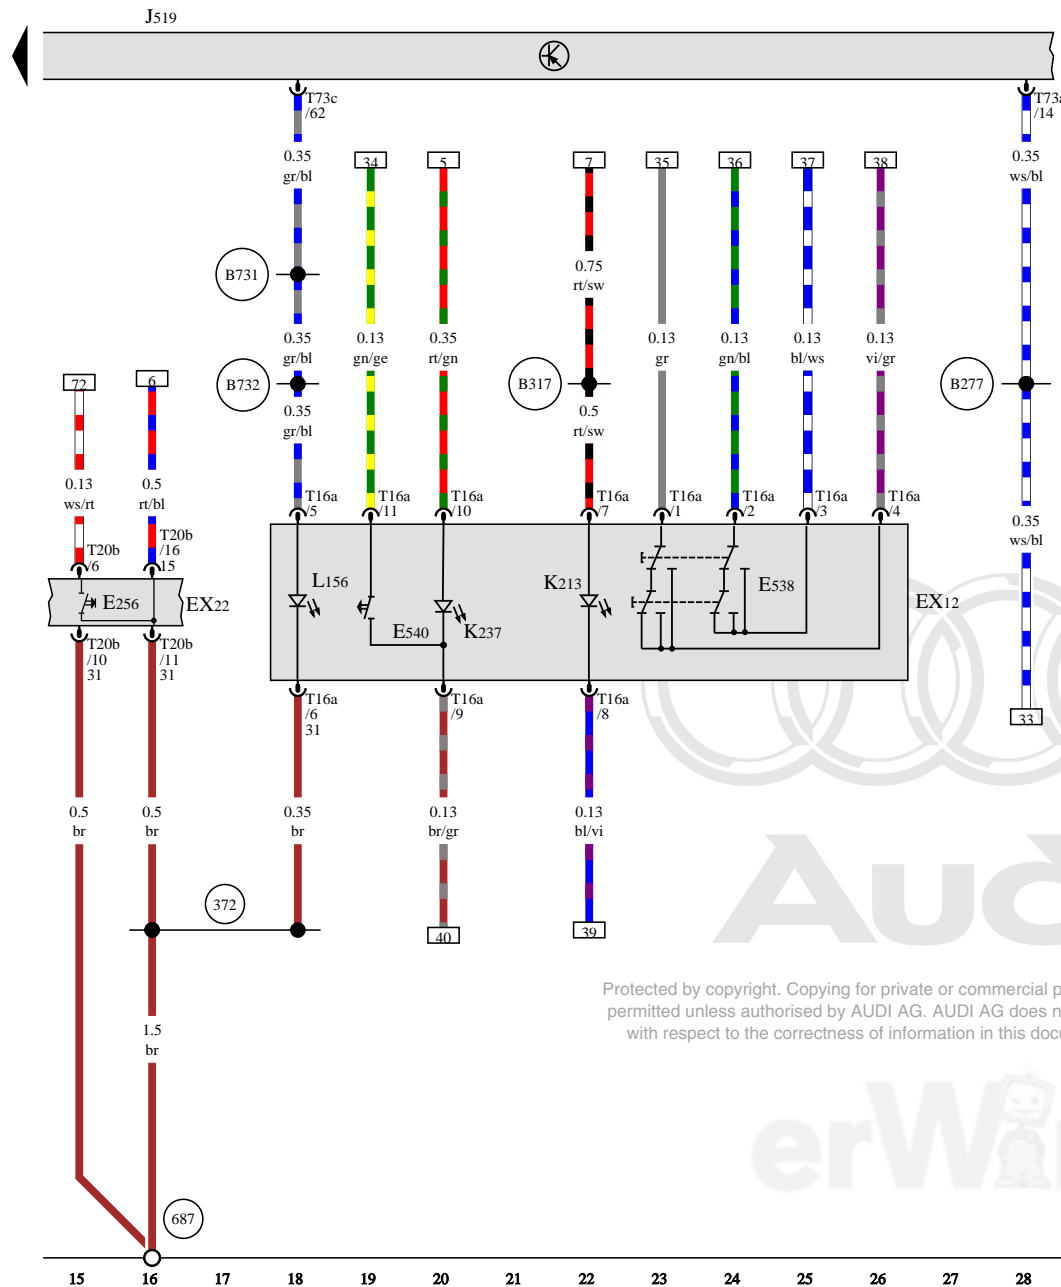 J519
T73c
/62
T73a
/14
0.35
gr/bl
34
5
7
35
36
37
38
0.35
ws/bl
B731
0.75
rt/sw
0.35
gr/bl
0.13
gn/ge
0.35
rt/gn
0.13
gr
0.13
gn/bl
0.13
bl/ws
0.13
vi/gr
72
6
B732
B317
B277
0.35
gr/bl
0.5
rt/sw
0.13
ws/rt
0.5
rt/bl
T16a
/5
T16a
/11
T16a
/10
T16a
/7
T16a
/1
T16a
/2
T16a
/3
T16a
/4
0.35
ws/bl
T20b
/6
T20b
/16
15
E256
EX22
L156
E540
K237
K213
E538
EX12
T20b
/10
31
T20b
/11
31
T16a
/6
31
T16a
/9
T16a
/8
33
0.5
br
0.5
br
0.35
br
0.13
br/gr
0.13
bl/vi
372
40
39
Audi
Protected by copyright. Copying for private or commercial p
permitted unless authorised by AUDI AG. AUDI AG does n
with respect to the correctness of information in this docu
1.5
br
erWin
687
15 16 17 18 19 20 21 22 23 24 25 26 27 28